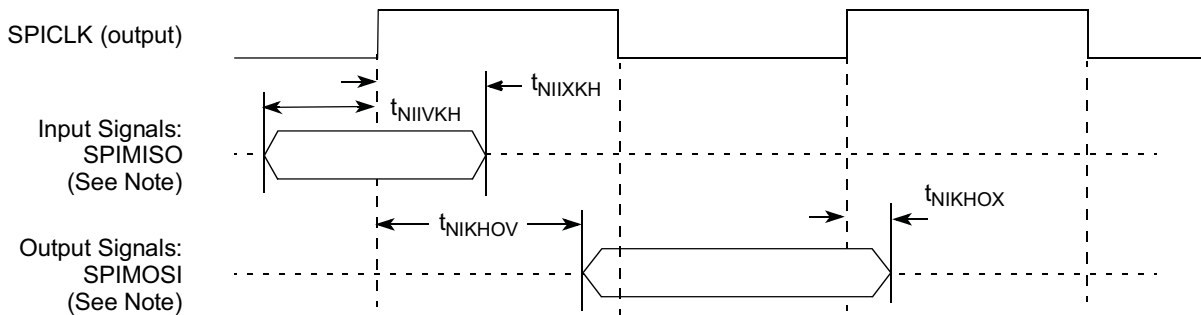 SPICLK (output)
tNIIXKH
tNIIVKH
Input Signals:
SPIMISO
(See Note)
tNIKHOX
tNIKHOV
Output Signals:
SPIMOSI
(See Note)